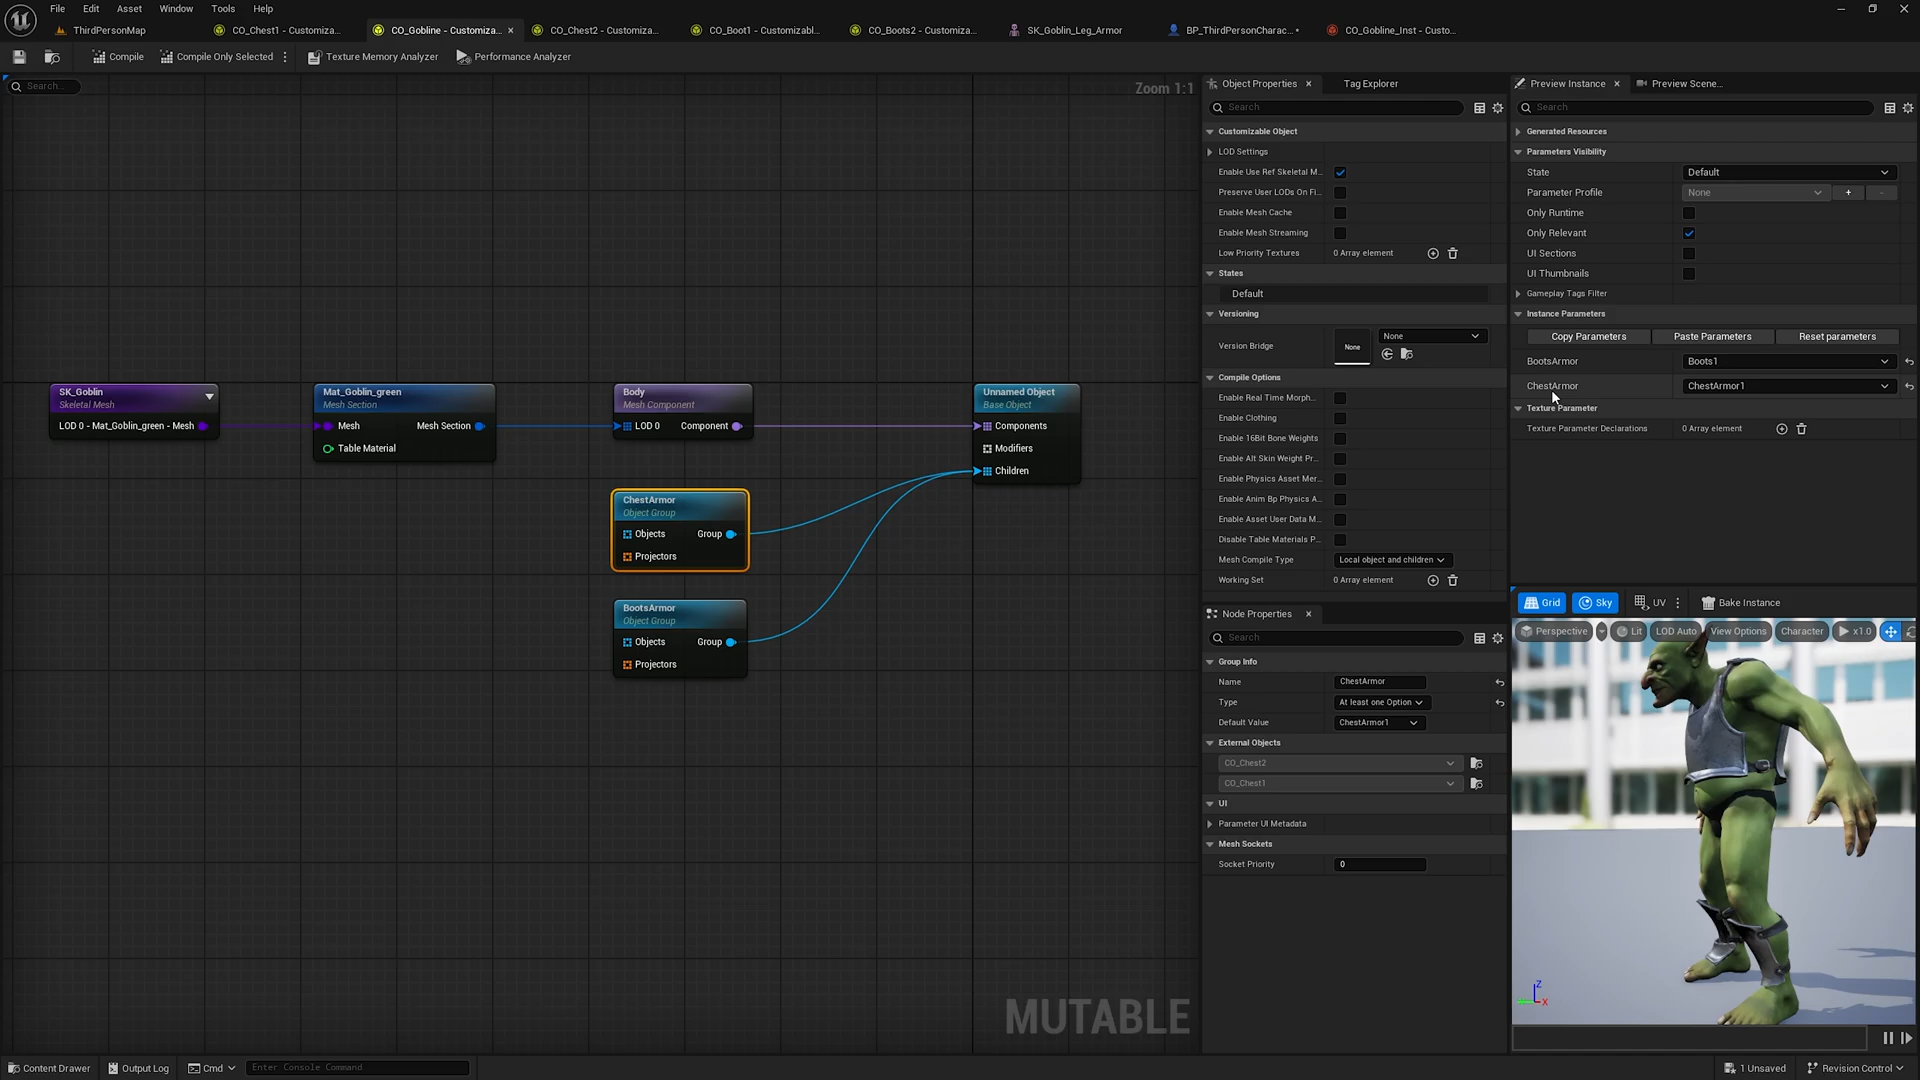 File Edit Asset Window Tools Help
ThirdPersonMap CO_Chest1 - Customiza... CO_Gobline - Customiza... CO_Chest2 - Customiza... CO_Boot1 - Customizabl... CO_Boots2 - Customiza... SK_Goblin_Leg_Armor BP_ThirdPersonCharac... CO_Gobline_Inst - Custo...
Compile Compile Only Selected Texture Memory Analyzer Performance Analyzer
Search... Zoom 1:1
SK_Goblin
Skeletal Mesh
LOD 0 - Mat_Goblin_green - Mesh
Mat_Goblin_green
Mesh Section
Mesh Mesh Section
Table Material
Body
Mesh Component
LOD 0 Component
Unnamed Object
Base Object
Components
Modifiers
Children
ChestArmor
Object Group
Objects Group
Projectors
BootsArmor
Object Group
Objects Group
Projectors
MUTABLE
Object Properties Tag Explorer
Search
Customizable Object
LOD Settings
Enable Use Ref Skeletal M...
Preserve User LODs On Fi...
Enable Mesh Cache
Enable Mesh Streaming
Low Priority Textures 0 Array element
States
Default
Versioning
Version Bridge None None
Compile Options
Enable Real Time Morph...
Enable Clothing
Enable 16Bit Bone Weights
Enable Alt Skin Weight Pr...
Enable Physics Asset Mer...
Enable Anim Bp Physics A...
Enable Asset User Data M...
Disable Table Materials P...
Mesh Compile Type Local object and children
Working Set 0 Array element
Node Properties
Search
Group Info
Name ChestArmor
Type At least one Option
Default Value ChestArmor1
External Objects
CO_Chest2
CO_Chest1
UI
Parameter UI Metadata
Mesh Sockets
Socket Priority 0
Preview Instance Preview Scene...
Search
Generated Resources
Parameters Visibility
State Default
Parameter Profile None + -
Only Runtime
Only Relevant
UI Sections
UI Thumbnails
Gameplay Tags Filter
Instance Parameters
Copy Parameters Paste Parameters Reset parameters
BootsArmor Boots1
ChestArmor ChestArmor1
Texture Parameter
Texture Parameter Declarations 0 Array element
Grid Sky UV Bake Instance
Perspective Lit LOD Auto View Options Character x1.0
Z
X
Content Drawer Output Log Cmd Enter Console Command 1 Unsaved Revision Control